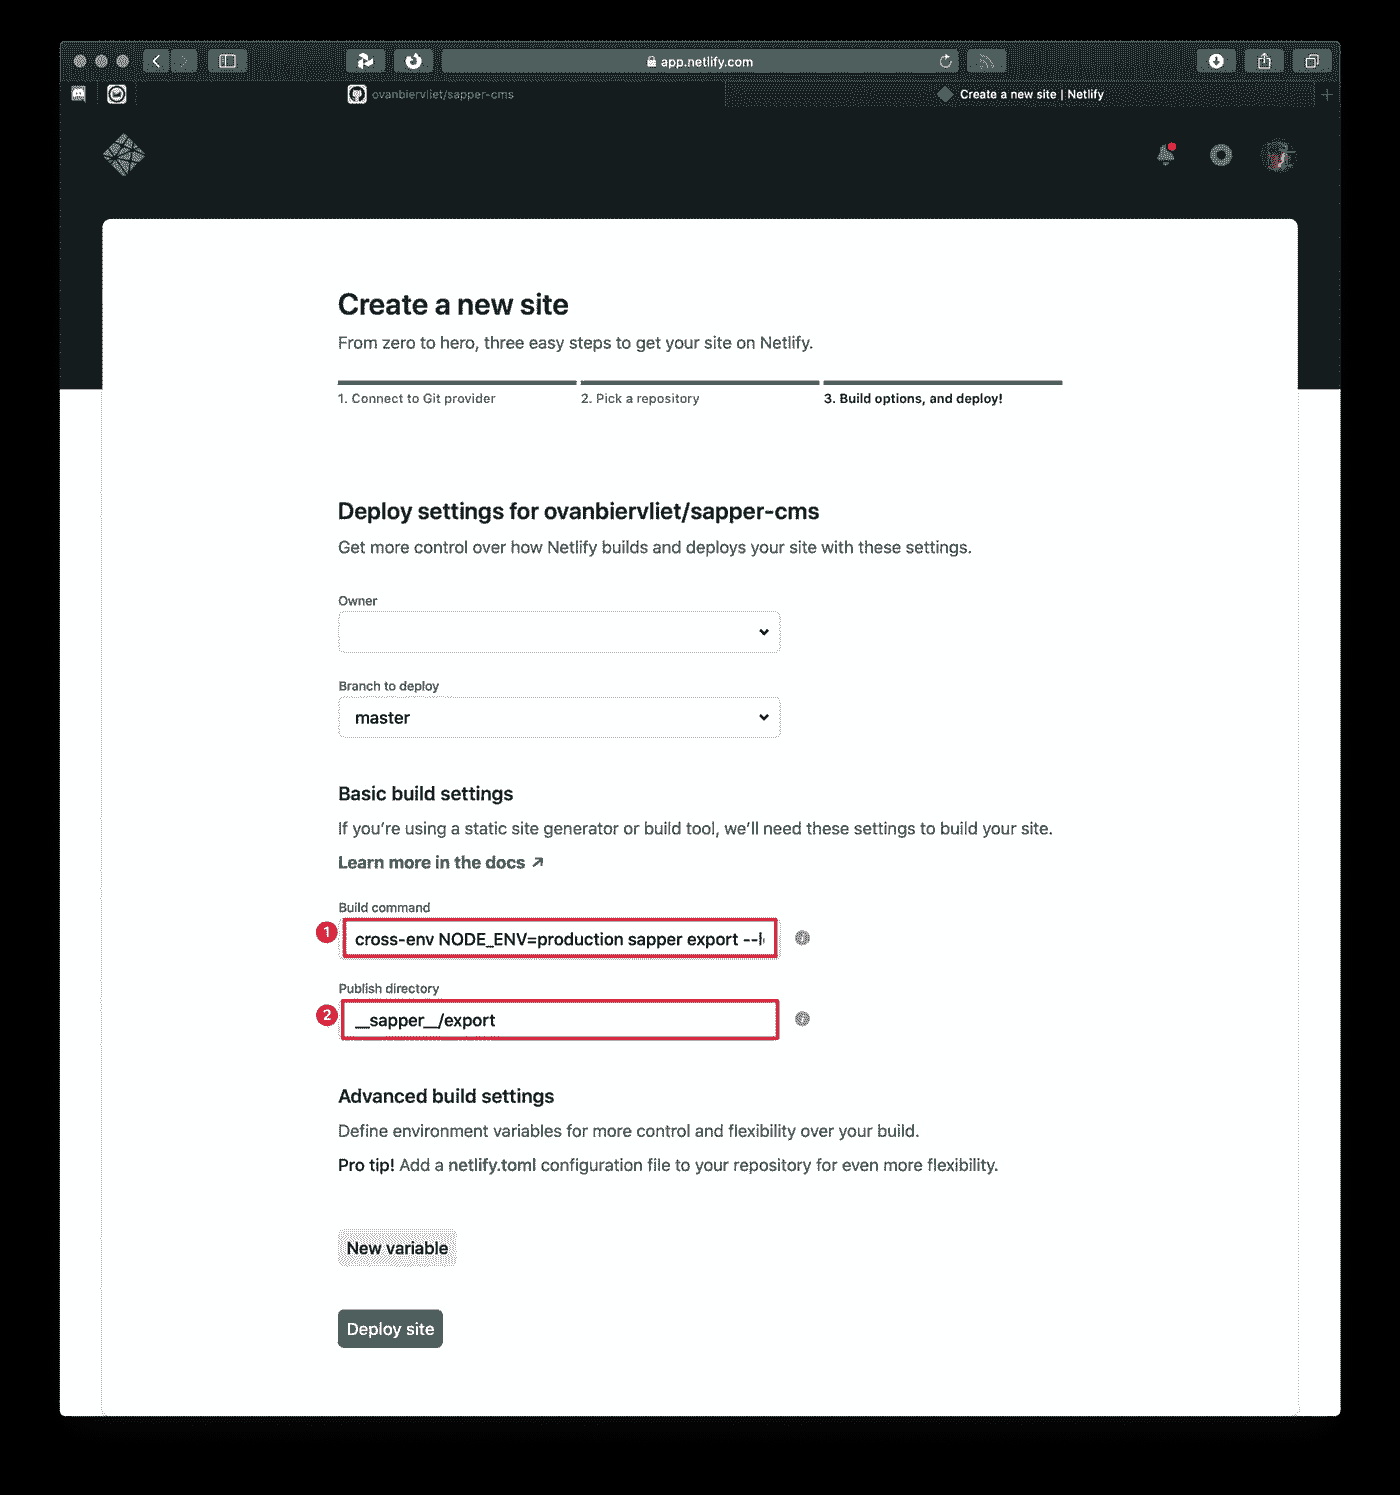 app.netlify.com
ovanbiervliet/sapper-cms
Create a new site | Netlify
Create a new site
From zero to hero, three easy steps to get your site on Netlify.
1. Connect to Git provider
2. Pick a repository
3. Build options, and deploy!
Deploy settings for ovanbiervliet/sapper-cms
Get more control over how Netlify builds and deploys your site with these settings.
Owner
Branch to deploy
master
Basic build settings
If you’re using a static site generator or build tool, we’ll need these settings to build your site.
Learn more in the docs ↗
Build command
1
cross-env NODE_ENV=production sapper export --
Publish directory
2
__sapper__/export
Advanced build settings
Define environment variables for more control and flexibility over your build.
Pro tip! Add a netlify.toml configuration file to your repository for even more flexibility.
New variable
Deploy site